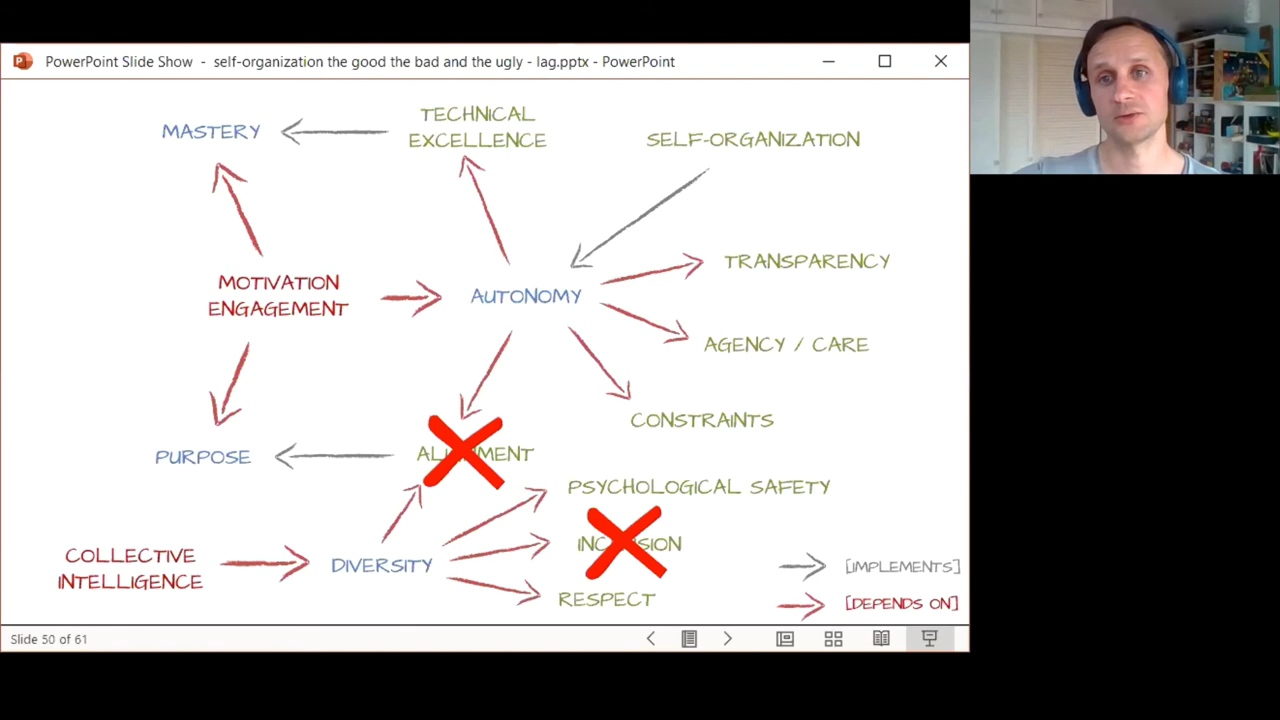 PowerPoint Slide Show - self-organization the good the bad and the ugly - lag.pptx - PowerPoint
MASTERY
TECHNICAL
EXCELLENCE
SELF-ORGANIZATION
TRANSPARENCY
MOTIVATION
ENGAGEMENT
AUTONOMY
AGENCY / CARE
CONSTRAINTS
PURPOSE
ALIGNMENT
PSYCHOLOGICAL SAFETY
COLLECTIVE
INTELLIGENCE
DIVERSITY
INCLUSION
RESPECT
[IMPLEMENTS]
[DEPENDS ON]
Slide 50 of 61